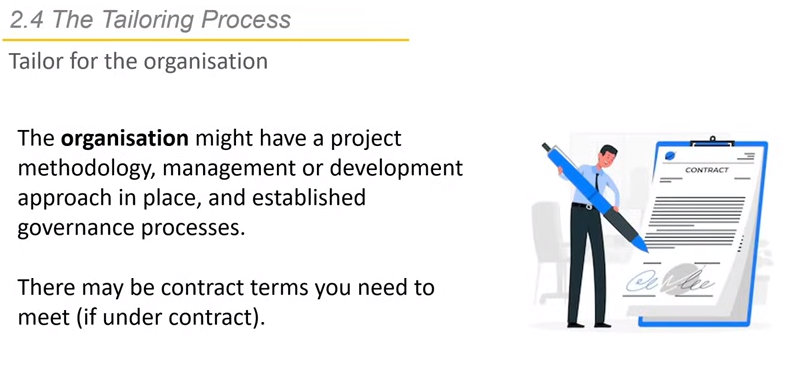 2.4 The Tailoring Process
Tailor for the organisation
The organisation might have a project
methodology, management or development
approach in place, and established
governance processes.
There may be contract terms you need to
meet (if under contract).
CONTRACT